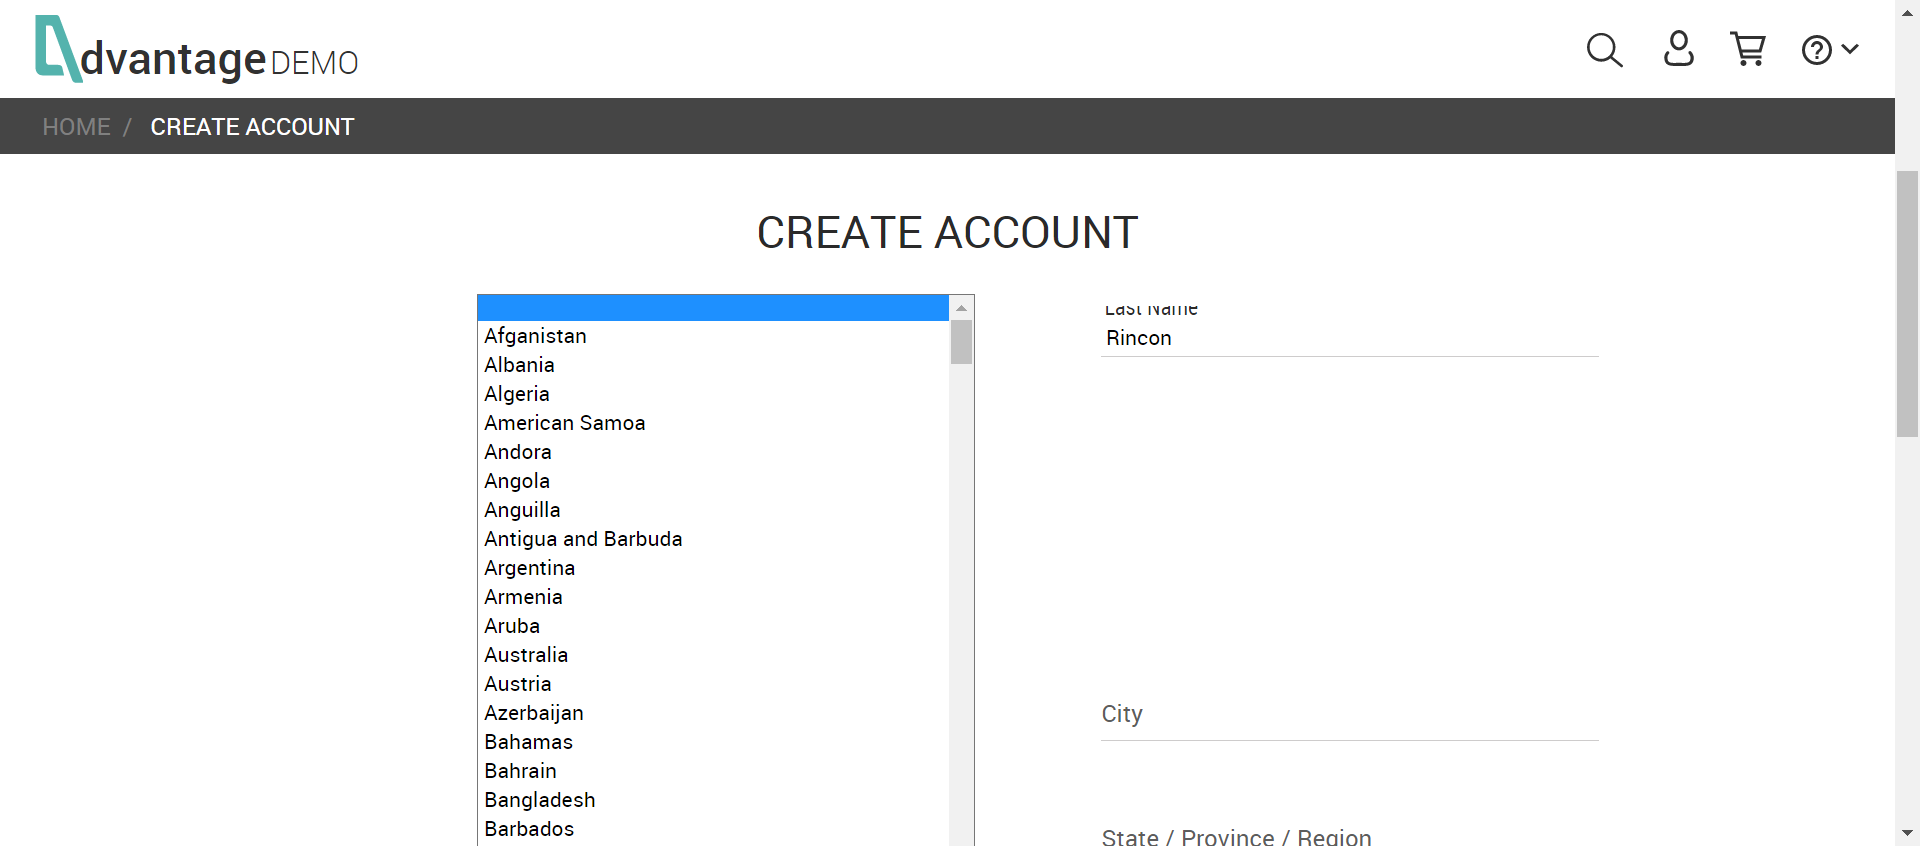 dvantage DEMO
HOME / CREATE ACCOUNT
CREATE ACCOUNT
Afganistan
Albania
Algeria
American Samoa
Andora
Angola
Anguilla
Antigua and Barbuda
Argentina
Armenia
Aruba
Australia
Austria
Azerbaijan
Bahamas
Bahrain
Bangladesh
Barbados
Last Name
Rincon
City
State / Province / Region